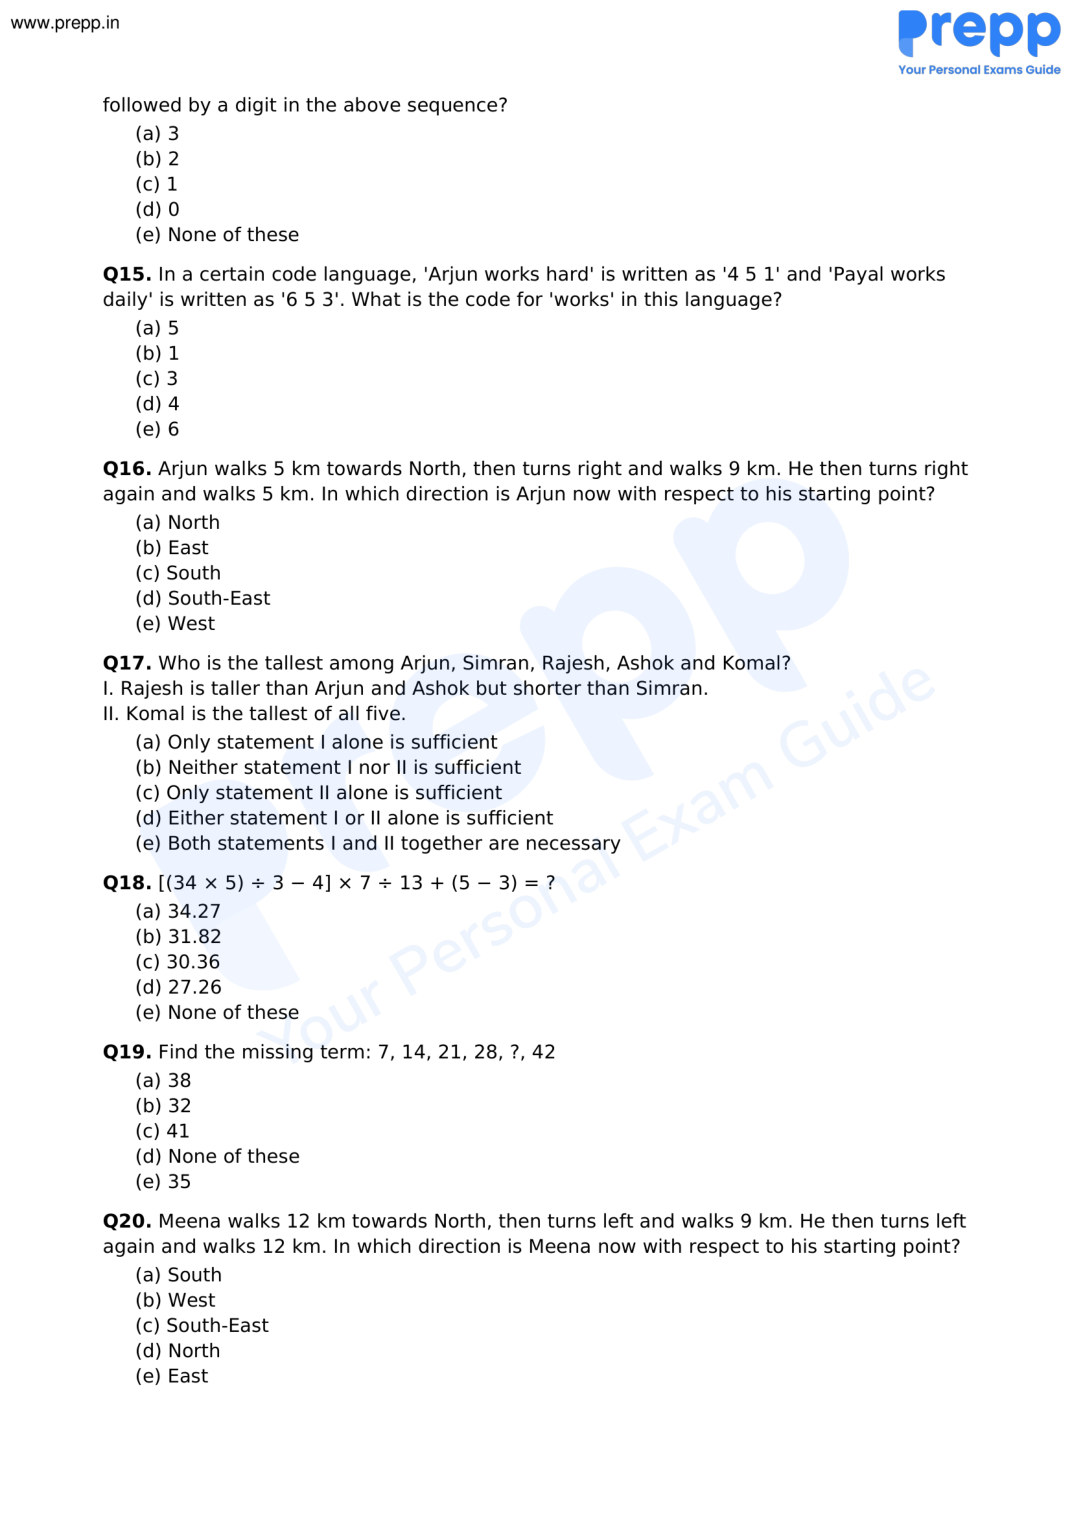 www.prepp.in
Prepp
Your Personal Exams Guide
followed by a digit in the above sequence?
(a) 3
(b) 2
(c) 1
(d) 0
(e) None of these
Q15. In a certain code language, 'Arjun works hard' is written as '4 5 1' and 'Payal works
daily' is written as '6 5 3'. What is the code for 'works' in this language?
(a) 5
(b) 1
(c) 3
(d) 4
(e) 6
Q16. Arjun walks 5 km towards North, then turns right and walks 9 km. He then turns right
again and walks 5 km. In which direction is Arjun now with respect to his starting point?
(a) North
(b) East
(c) South
(d) South-East
(e) West
Q17. Who is the tallest among Arjun, Simran, Rajesh, Ashok and Komal?
I. Rajesh is taller than Arjun and Ashok but shorter than Simran.
II. Komal is the tallest of all five.
(a) Only statement I alone is sufficient
(b) Neither statement I nor II is sufficient
(c) Only statement II alone is sufficient
(d) Either statement I or II alone is sufficient
(e) Both statements I and II together are necessary
Q18. [(34 × 5) ÷ 3 − 4] × 7 ÷ 13 + (5 − 3) = ?
(a) 34.27
(b) 31.82
(c) 30.36
(d) 27.26
(e) None of these
Q19. Find the missing term: 7, 14, 21, 28, ?, 42
(a) 38
(b) 32
(c) 41
(d) None of these
(e) 35
Q20. Meena walks 12 km towards North, then turns left and walks 9 km. He then turns left
again and walks 12 km. In which direction is Meena now with respect to his starting point?
(a) South
(b) West
(c) South-East
(d) North
(e) East
prepp
Your Personal Exam Guide